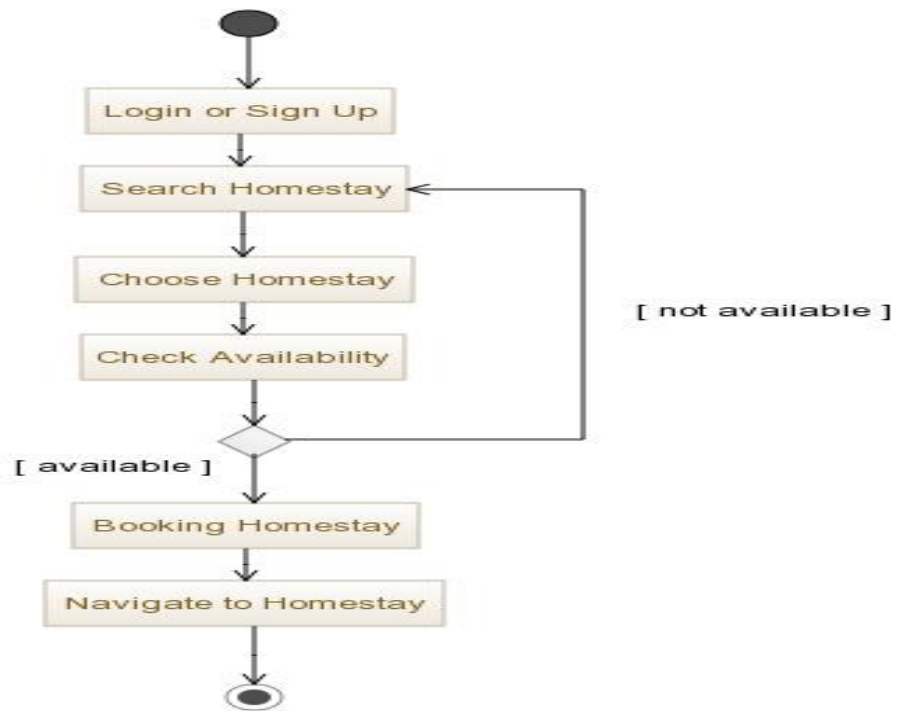 Login or Sign Up
Search Homestay
Choose Homestay
[ not available ]
Check Availability
[ available ]
Booking Homestay
Navigate to Homestay